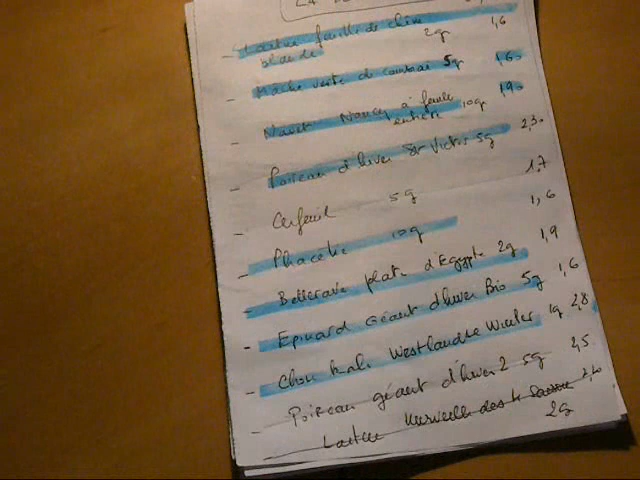 - Laitue feuille de chêne 2g 1,6
blonde
- Mache verte de cambrai 5g 1,60
- Navet Nancy à feuille 10g 1,90
entière
- Poireau d'hiver St Victor 5g 2,30
- Cerfeuil 5g 1,7
- Phacelie 10g 1,6
- Betterave plate d'Egypte 2g 1,9
- Epinard Géant d'hiver Bio 5g 1,6
- Chou kale Westlandse Winter 1g 2,8
- Poireau géant d'hiver 2 5g 2,5
- Laitue Merveille des 4 saisons
2g